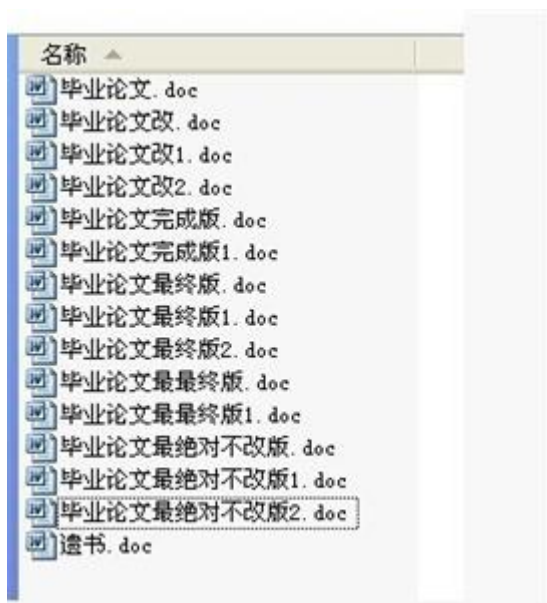 名称
毕业论文.doc
毕业论文改.doc
毕业论文改1.doc
毕业论文改2.doc
毕业论文完成版.doc
毕业论文完成版1.doc
毕业论文最终版.doc
毕业论文最终版1.doc
毕业论文最终版2.doc
毕业论文最最终版.doc
毕业论文最最终版1.doc
毕业论文最绝对不改版.doc
毕业论文最绝对不改版1.doc
毕业论文最绝对不改版2.doc
遗书.doc